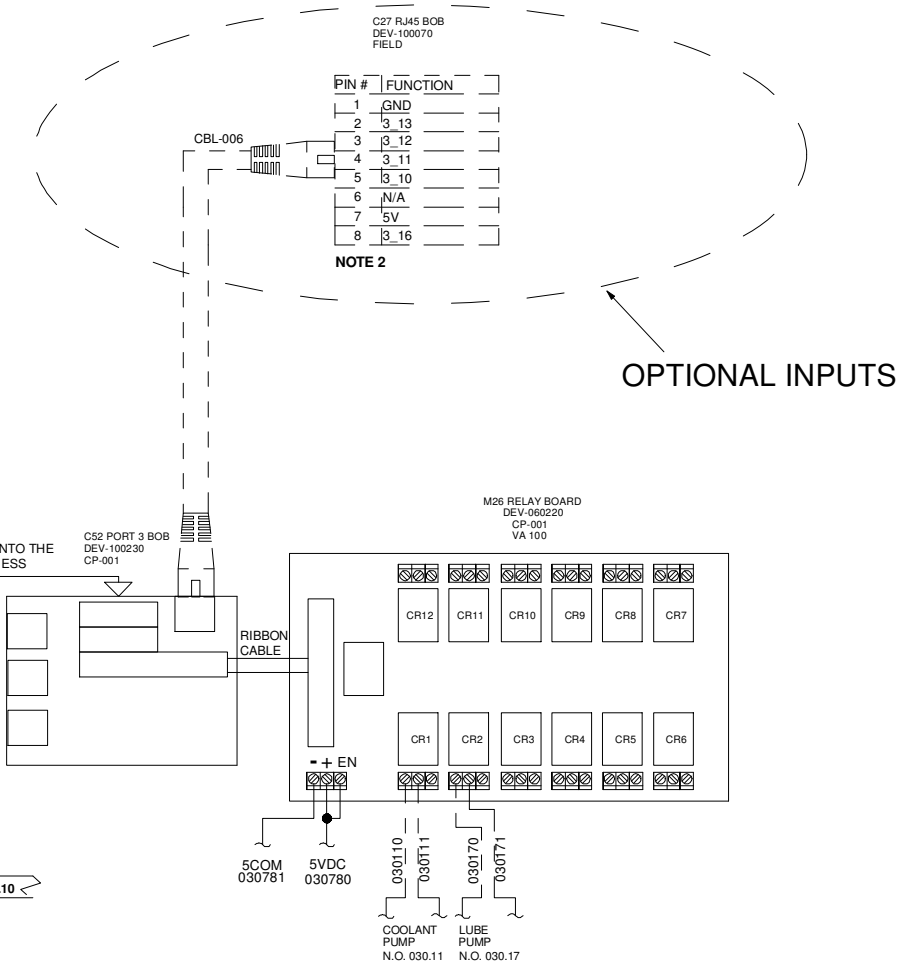 C27 RJ45 BOB
DEV-100070
FIELD
PIN # FUNCTION
1 GND
2 3_13
3 3_12
4 3_11
5 3_10
6 N/A
7 5V
8 3_16
NOTE 2
CBL-006
OPTIONAL INPUTS
NTO THE
ESS
C52 PORT 3 BOB
DEV-100230
CP-001
M26 RELAY BOARD
DEV-060220
CP-001
VA 100
RIBBON
CABLE
CR12 CR11 CR10 CR9 CR8 CR7
CR1 CR2 CR3 CR4 CR5 CR6
- + EN
5COM
030781
5VDC
030780
030110
030111
030170
030171
.10
COOLANT
PUMP
N.O. 030.11
LUBE
PUMP
N.O. 030.17